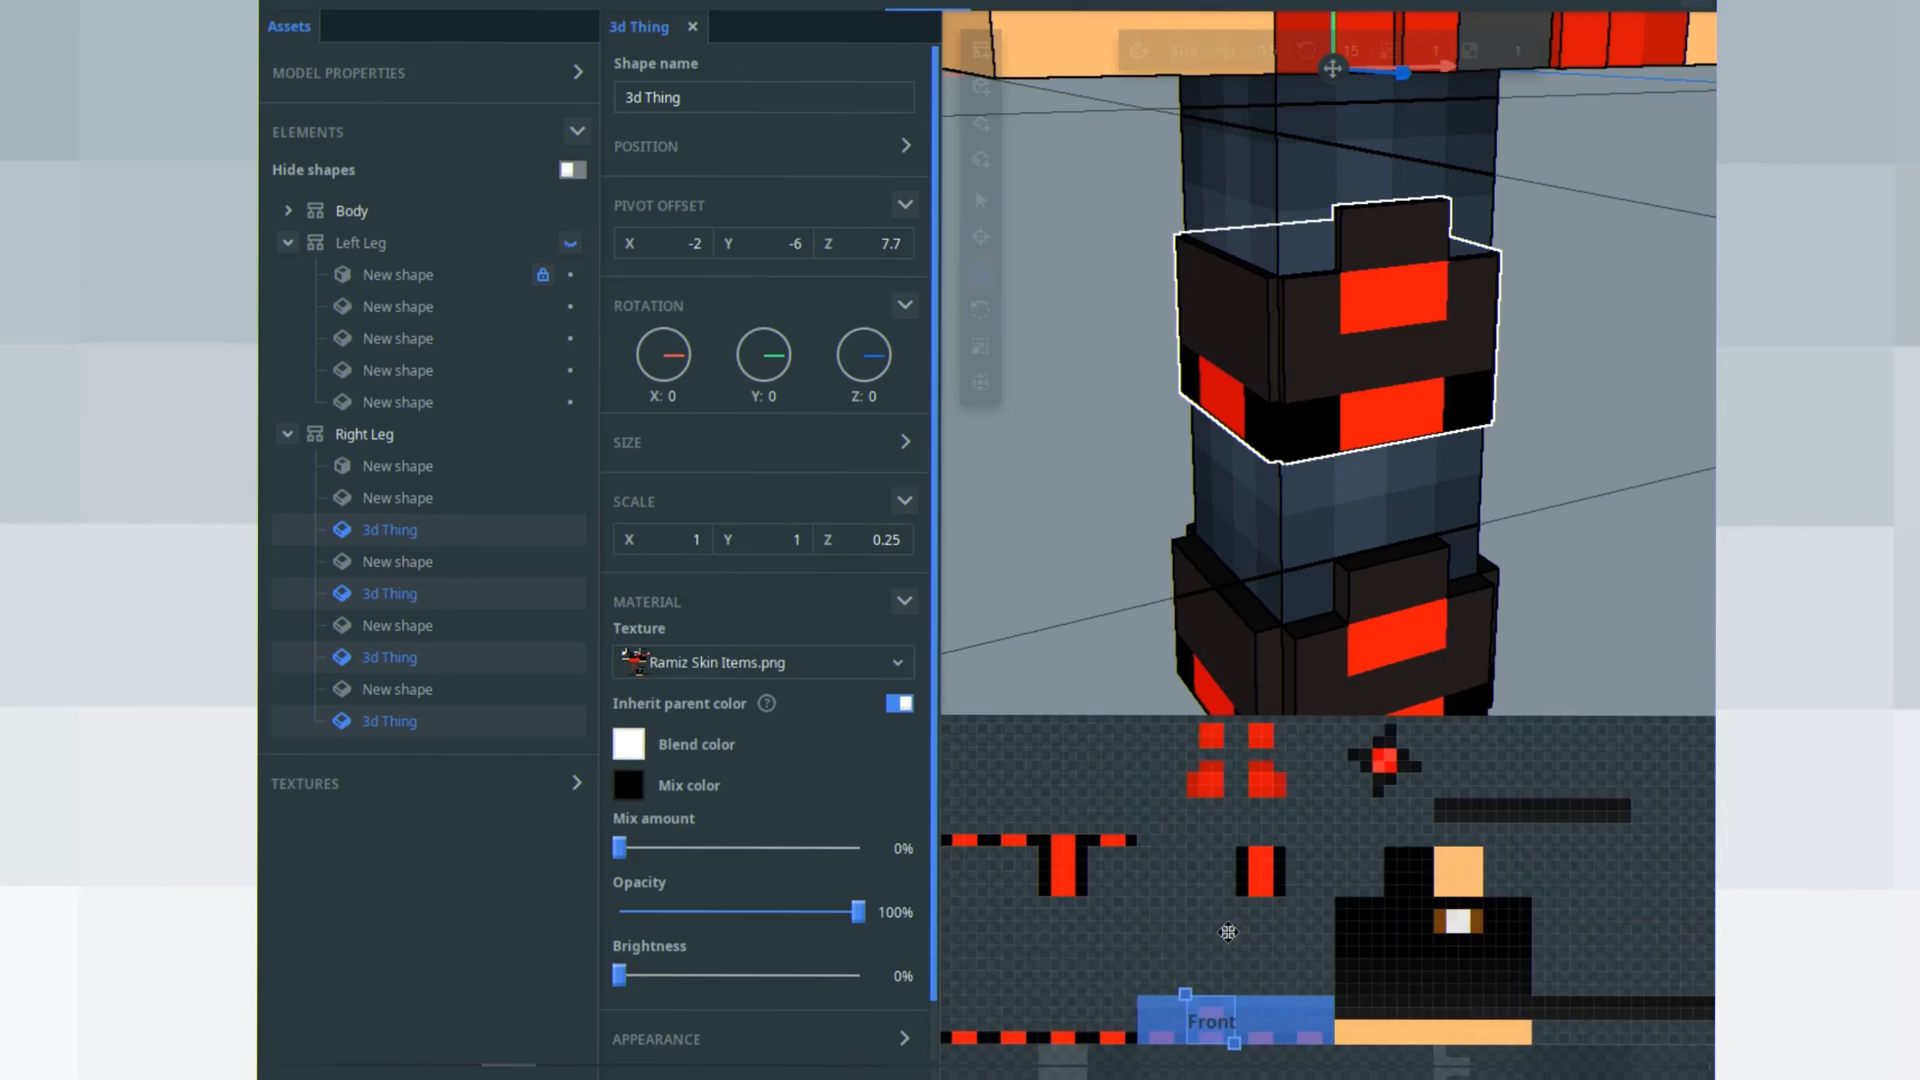 Assets
MODEL PROPERTIES
ELEMENTS
Hide shapes
Body
Left Leg
New shape
New shape
New shape
New shape
New shape
Right Leg
New shape
New shape
3d Thing
New shape
3d Thing
New shape
3d Thing
New shape
3d Thing
TEXTURES
3d Thing
Shape name
3d Thing
POSITION
PIVOT OFFSET
X -2 Y -6 Z 7.7
ROTATION
X: 0 Y: 0 Z: 0
SIZE
SCALE
X 1 Y 1 Z 0.25
MATERIAL
Texture
Ramiz Skin Items.png
Inherit parent color ?
Blend color
Mix color
Mix amount
0%
Opacity
100%
Brightness
0%
APPEARANCE
Size 15 1 1
Front